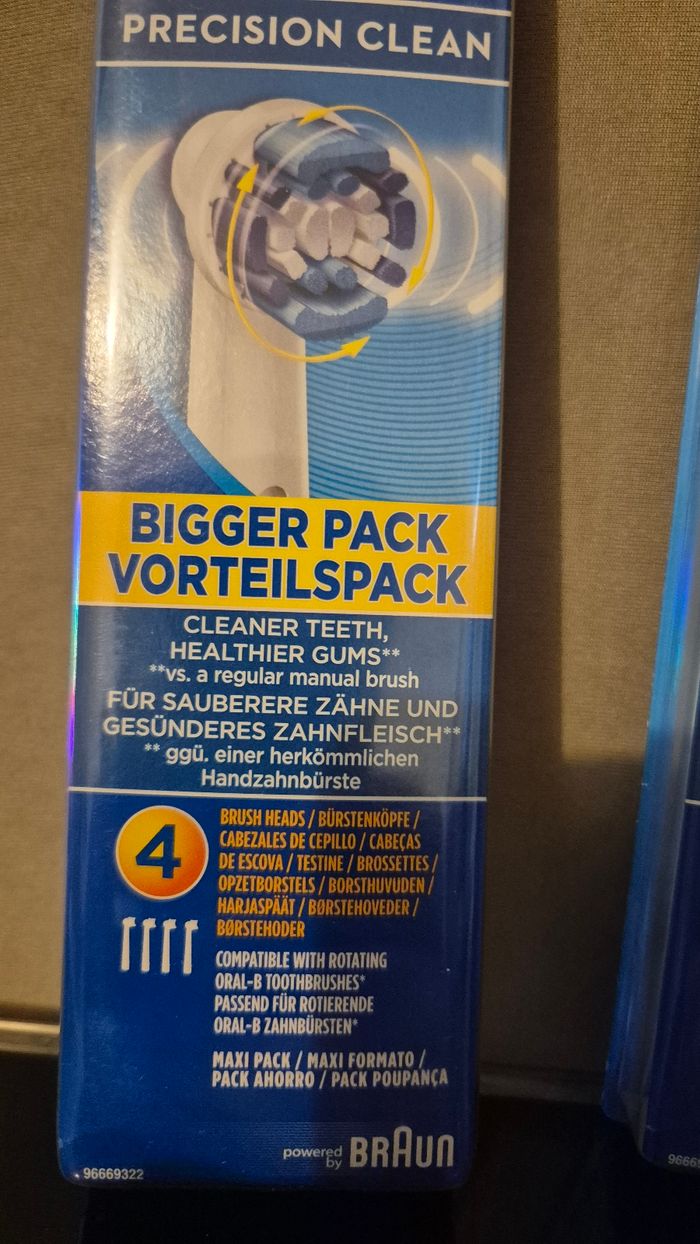 PRECISION CLEAN
BIGGER PACK
VORTEILSPACK
CLEANER TEETH,
HEALTHIER GUMS**
**vs. a regular manual brush
FÜR SAUBERERE ZÄHNE UND
GESÜNDERES ZAHNFLEISCH**
** ggü. einer herkömmlichen
Handzahnbürste
4
BRUSH HEADS / BÜRSTENKÖPFE /
CABEZALES DE CEPILLO / CABEÇAS
DE ESCOVA / TESTINE / BROSSETTES /
OPZETBORSTELS / BORSTHUVUDEN /
HARJASPÄÄT / BØRSTEHOVEDER /
BØRSTEHODER
COMPATIBLE WITH ROTATING
ORAL-B TOOTHBRUSHES*
PASSEND FÜR ROTIERENDE
ORAL-B ZAHNBÜRSTEN*
MAXI PACK / MAXI FORMATO /
PACK AHORRO / PACK POUPANÇA
powered by BRAUN
96669322